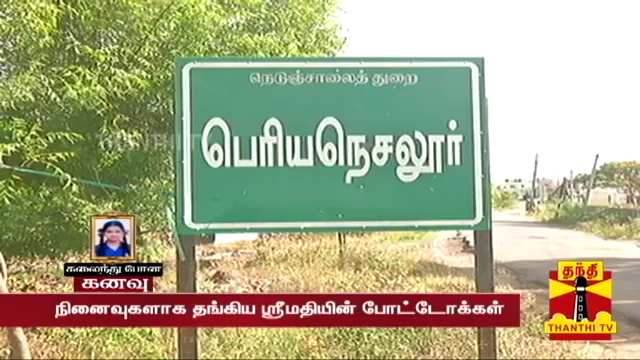 நெடுஞ்சாலைத் துறை
பெரியநெசலூர்
கலைந்து போன
கனவு
நினைவுகளாக தங்கிய ஸ்ரீமதியின் போட்டோக்கள்
தந்தி
THANTHI TV